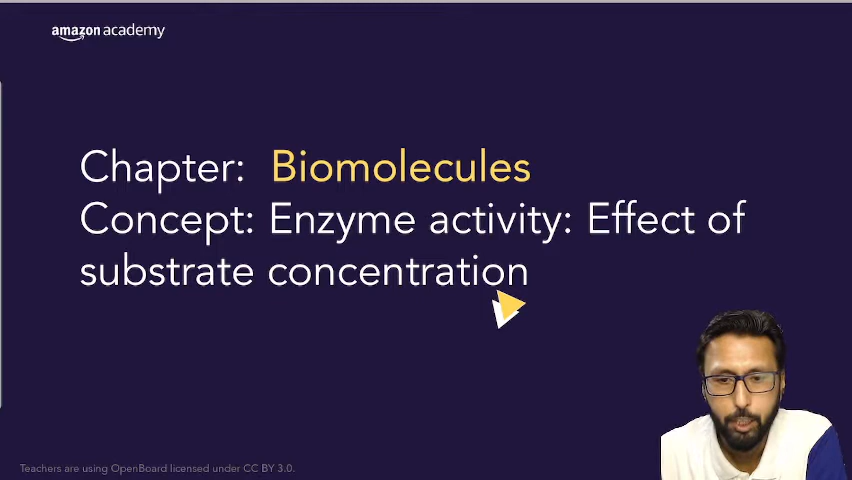 amazon academy
Chapter: Biomolecules
Concept: Enzyme activity: Effect of
substrate concentration
Teachers are using OpenBoard licensed under CC BY 3.0.